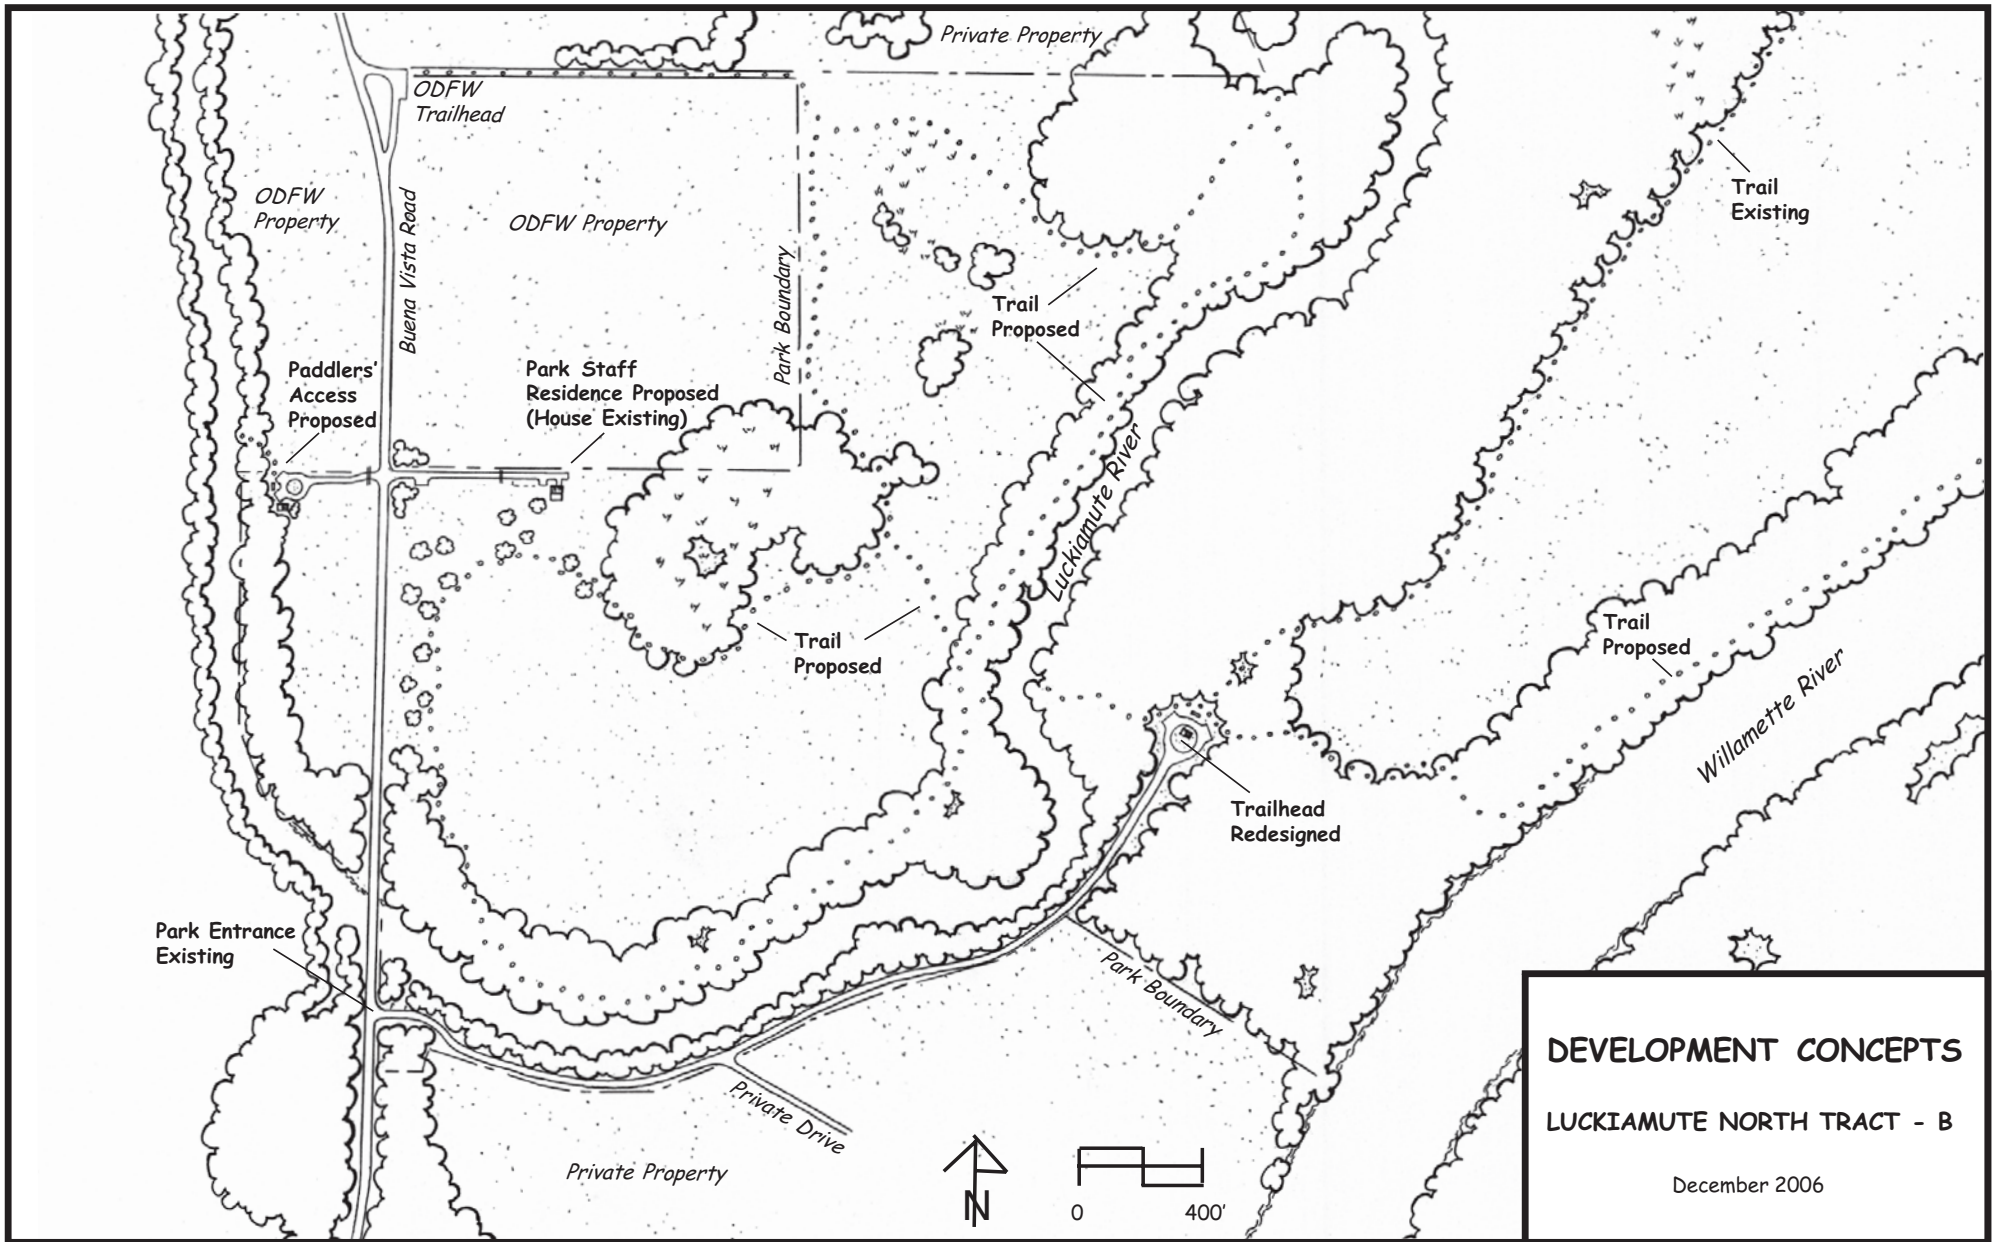 Private Property
ODFW
Trailhead
ODFW
Property
Buena Vista Road
ODFW Property
Park Boundary
Trail
Existing
Trail
Proposed
Paddlers'
Access
Proposed
Park Staff
Residence Proposed
(House Existing)
Luckiamute River
Trail
Proposed
Trail
Proposed
Willamette River
Trailhead
Redesigned
Park Entrance
Existing
Park Boundary
Private Drive
Private Property
N
0 400'
DEVELOPMENT CONCEPTS
LUCKIAMUTE NORTH TRACT - B
December 2006